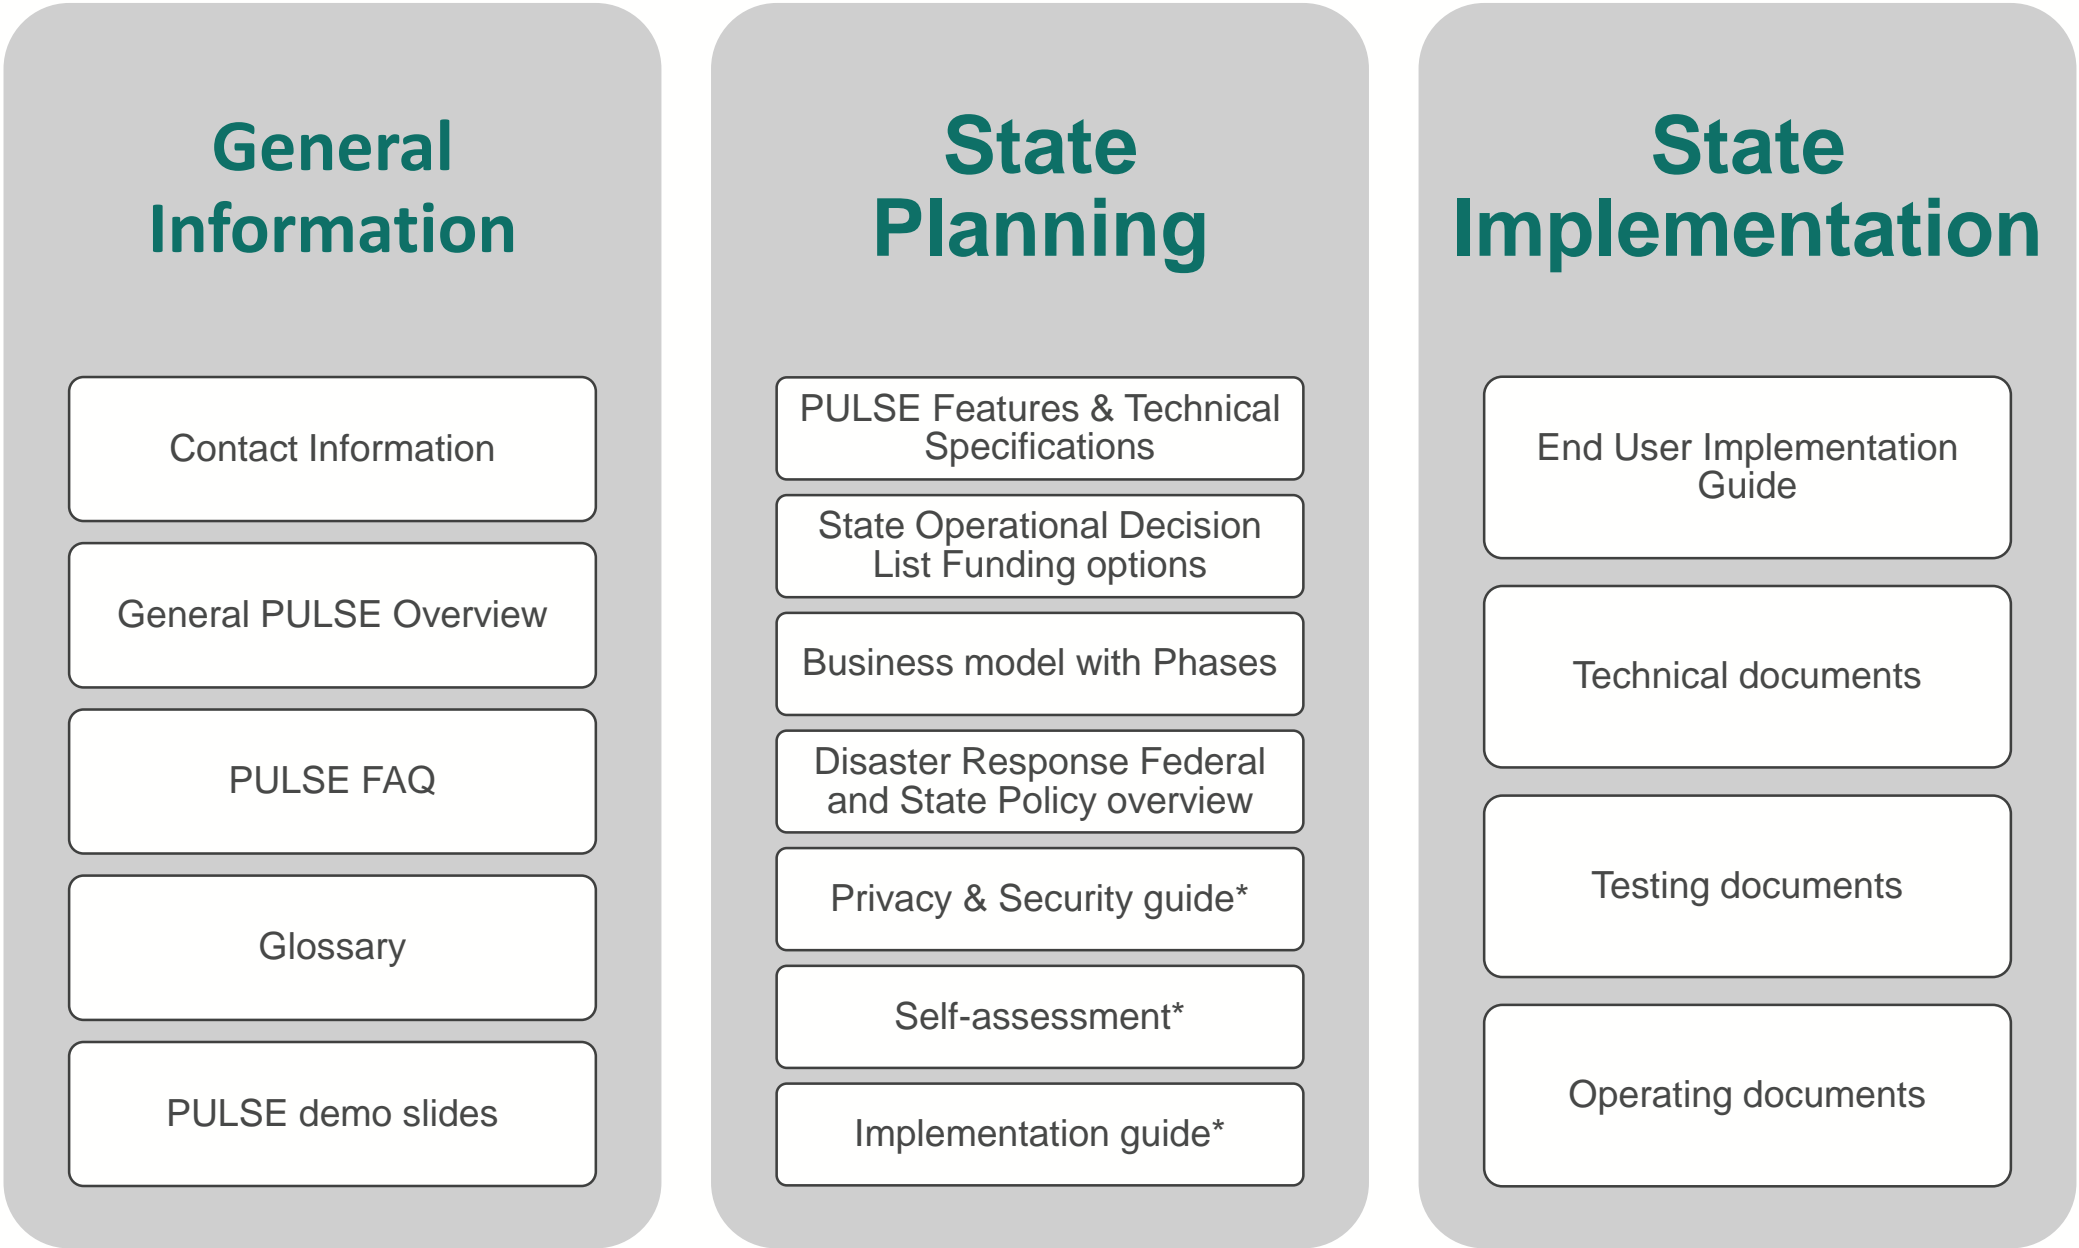 General
Information
Contact Information
General PULSE Overview
PULSE FAQ
Glossary
PULSE demo slides
State
Planning
PULSE Features & Technical
Specifications
State Operational Decision
List Funding options
Business model with Phases
Disaster Response Federal
and State Policy overview
Privacy & Security guide*
Self-assessment*
Implementation guide*
State
Implementation
End User Implementation
Guide
Technical documents
Testing documents
Operating documents